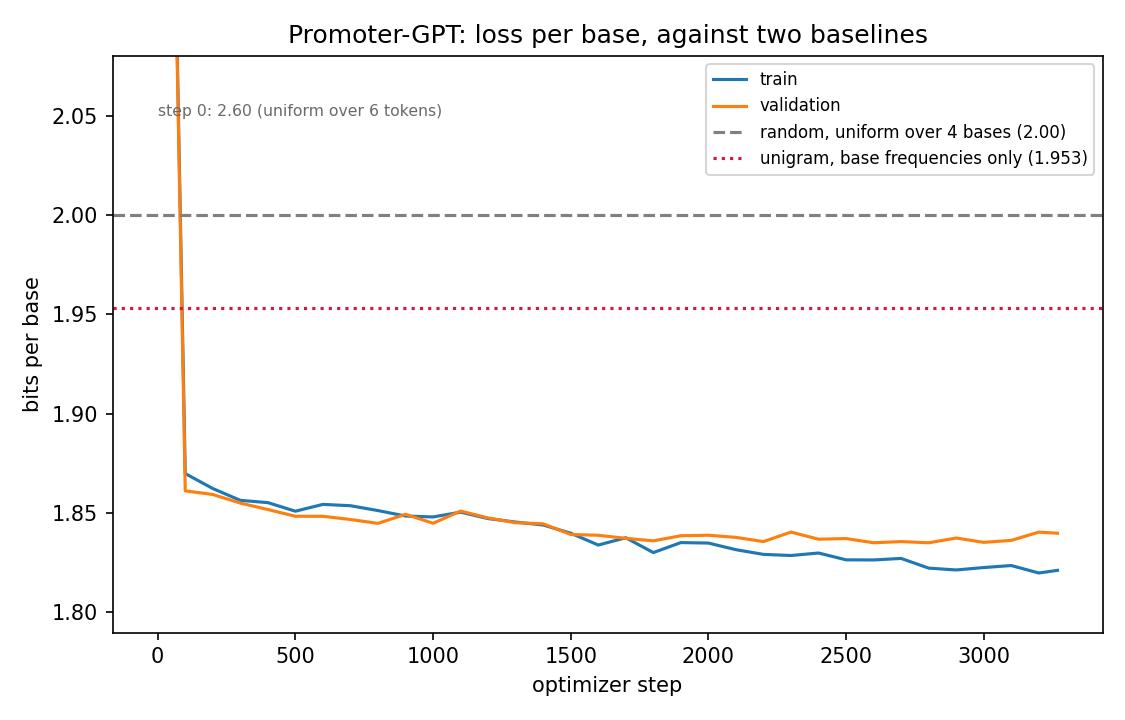 Promoter-GPT: loss per base, against two baselines
train
validation
random, uniform over 4 bases (2.00)
unigram, base frequencies only (1.953)
step 0: 2.60 (uniform over 6 tokens)
bits per base
2.05
2.00
1.95
1.90
1.85
1.80
0 500 1000 1500 2000 2500 3000
optimizer step